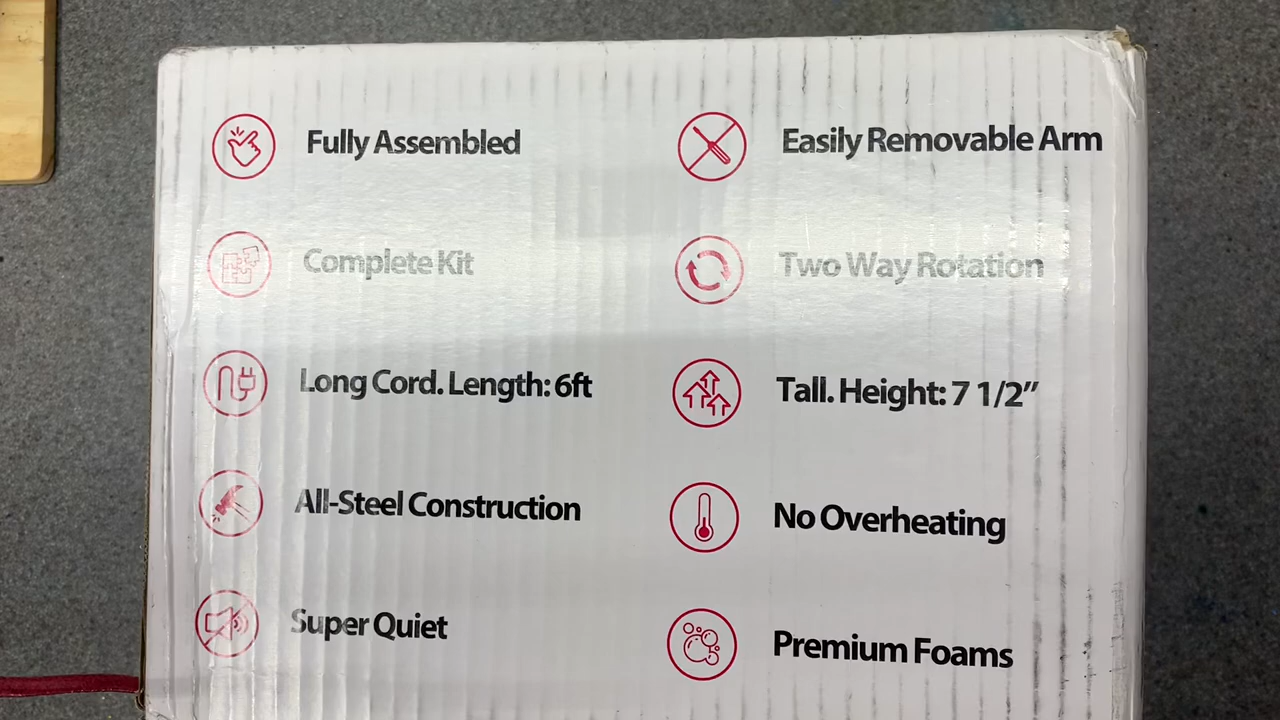 Fully Assembled
Easily Removable Arm
Complete Kit
Two Way Rotation
Long Cord. Length: 6ft
Tall. Height: 7 1/2”
All-Steel Construction
No Overheating
Super Quiet
Premium Foams